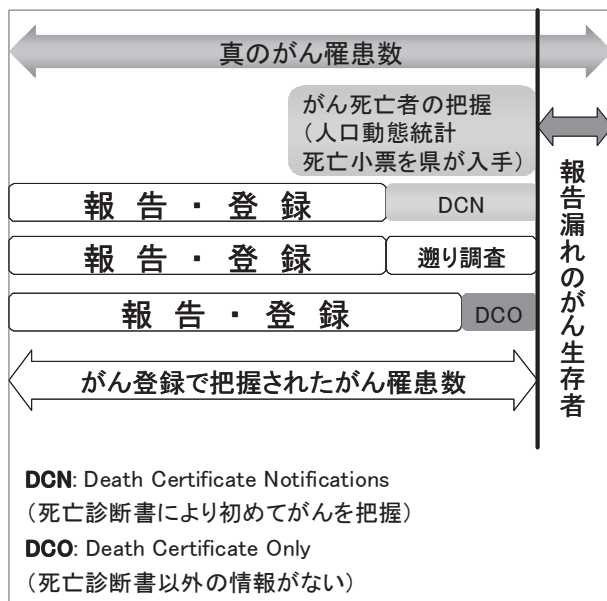 真のがん罹患数
がん死亡者の把握
（人口動態統計
死亡小票を県が入手）
報告・登録
DCN
報告・登録
遡り調査
報告・登録
DCO
がん登録で把握されたがん罹患数
報告漏れのがん生存者
DCN: Death Certificate Notifications
（死亡診断書により初めてがんを把握）
DCO: Death Certificate Only
（死亡診断書以外の情報がない）